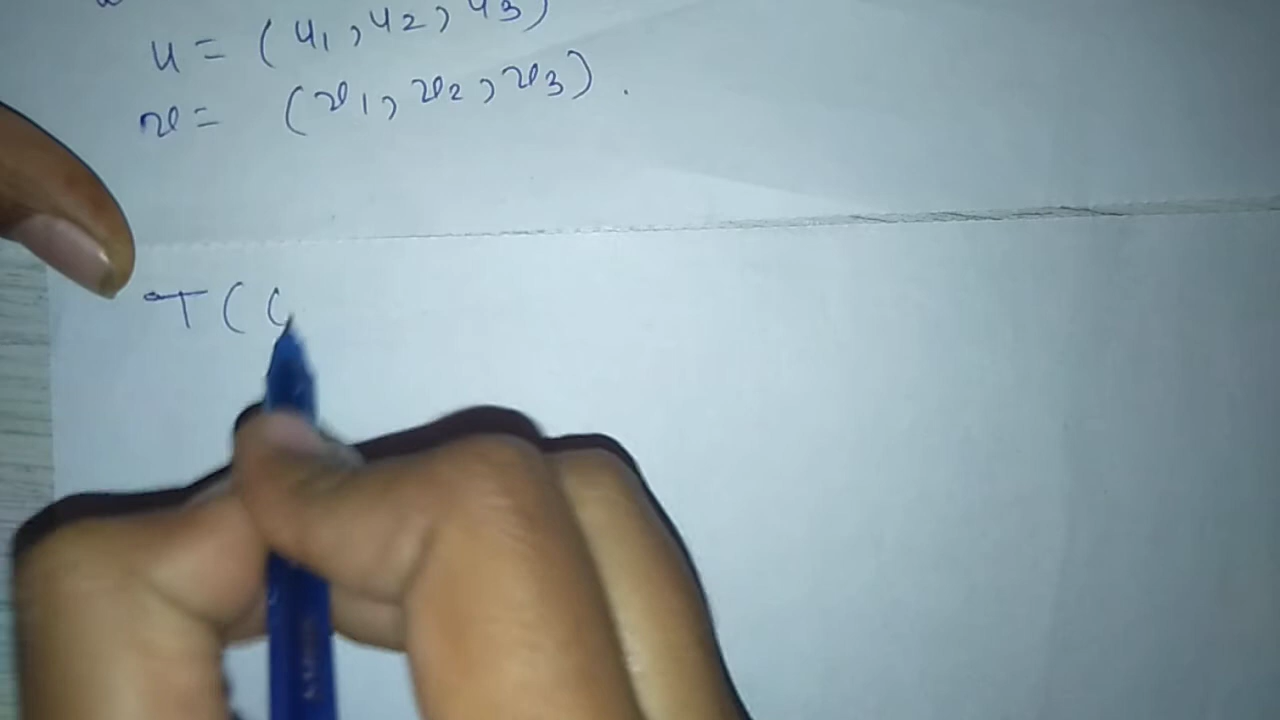 u = (u1, u2, u3)
v = (v1, v2, v3).
T((